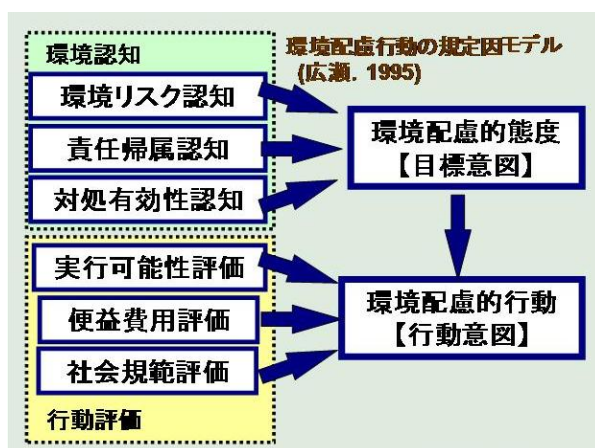 環境認知
環境配慮行動の規定因モデル
(広瀬. 1995)
環境リスク認知
責任帰属認知
対処有効性認知
環境配慮的態度
【目標意図】
実行可能性評価
便益費用評価
社会規範評価
環境配慮的行動
【行動意図】
行動評価